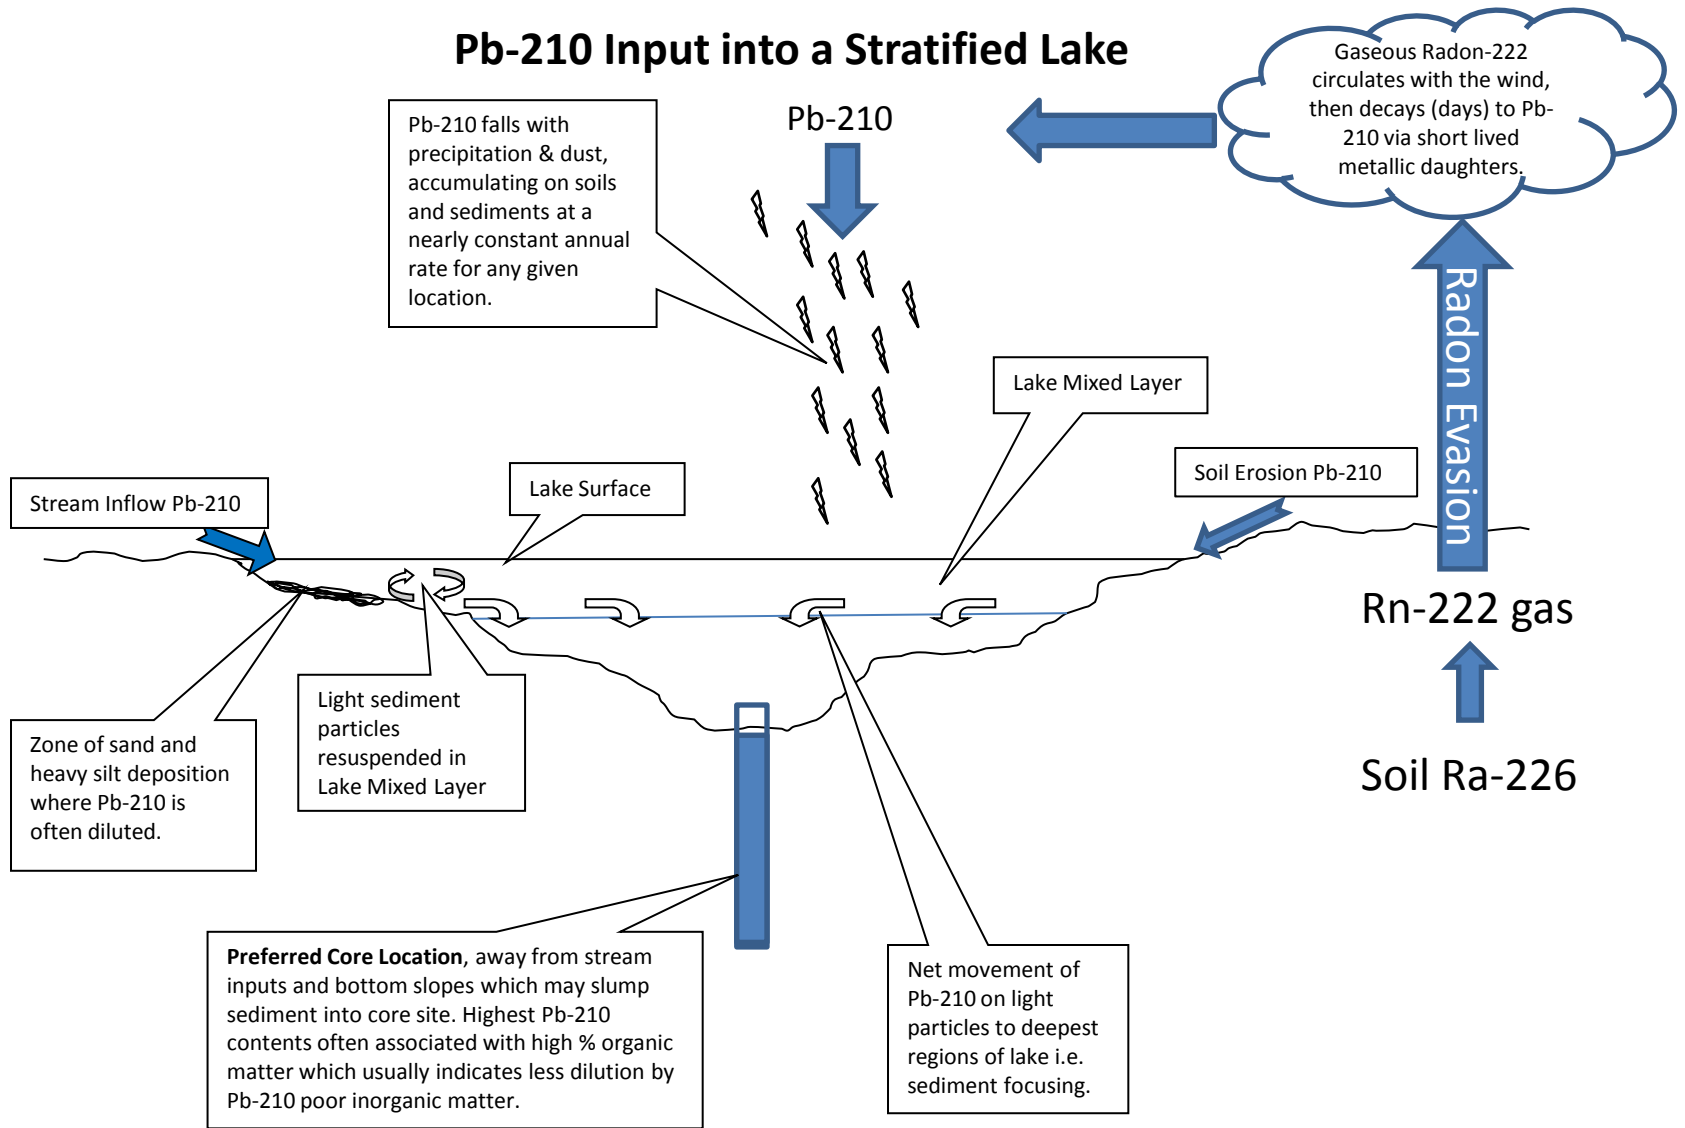 Pb-210 Input into a Stratified Lake
Gaseous Radon-222
circulates with the wind,
then decays (days) to Pb-
210 via short lived
metallic daughters.
Pb-210 falls with
precipitation & dust,
accumulating on soils
and sediments at a
nearly constant annual
rate for any given
location.
Pb-210
Radon Evasion
Lake Mixed Layer
Soil Erosion Pb-210
Lake Surface
Stream Inflow Pb-210
Rn-222 gas
Soil Ra-226
Zone of sand and
heavy silt deposition
where Pb-210 is
often diluted.
Light sediment
particles
resuspended in
Lake Mixed Layer
Preferred Core Location, away from stream
inputs and bottom slopes which may slump
sediment into core site. Highest Pb-210
contents often associated with high % organic
matter which usually indicates less dilution by
Pb-210 poor inorganic matter.
Net movement of
Pb-210 on light
particles to deepest
regions of lake i.e.
sediment focusing.